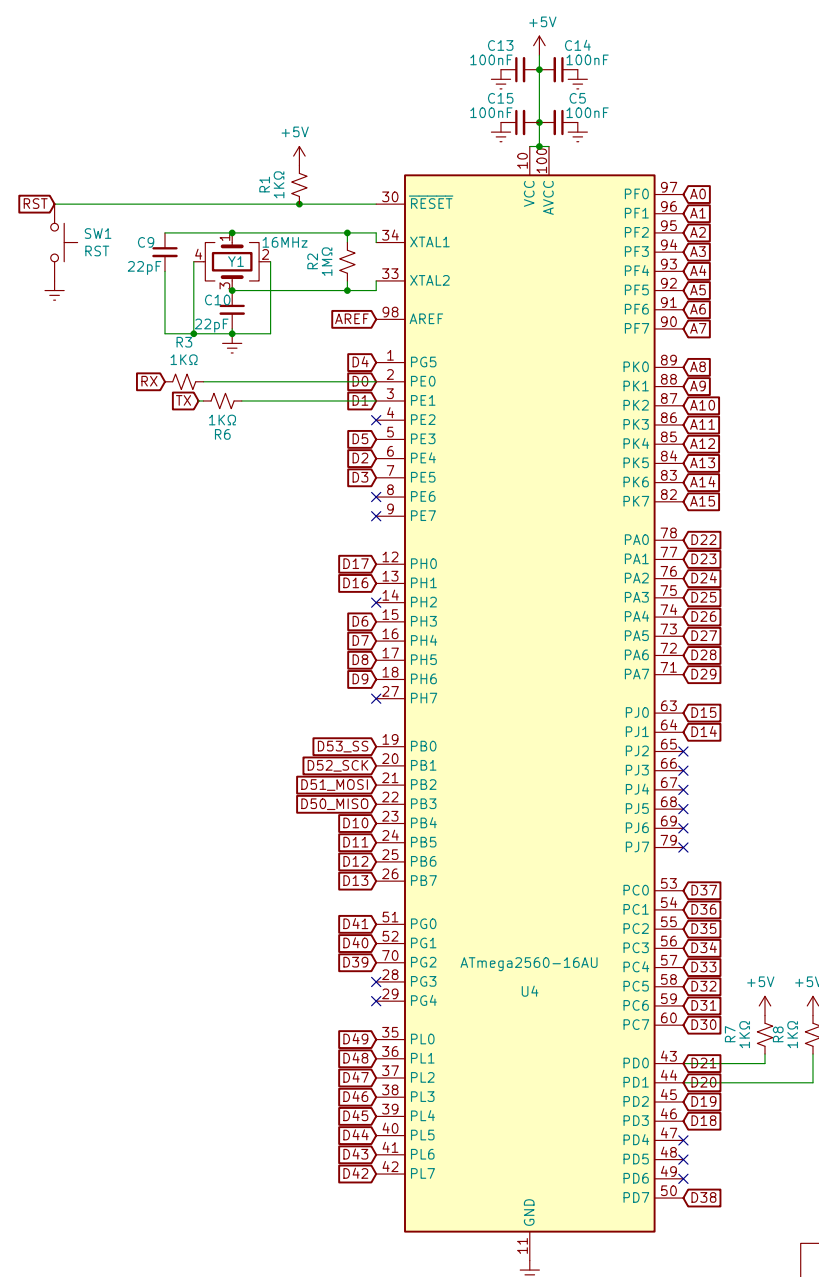 +5V
C13
100nF
C14
100nF
C15
100nF
C5
100nF
+5V
R1
1KΩ
RST
SW1
RST
C9
22pF
16MHz
Y1
1
2
3
4
R2
1MΩ
C10
22pF
R3
1KΩ
RX
TX
1KΩ
R6
10 VCC
100 AVCC
30 RESET
34 XTAL1
33 XTAL2
AREF 98 AREF
D4 1 PG5
D0 2 PE0
D1 3 PE1
4 PE2
D5 5 PE3
D2 6 PE4
D3 7 PE5
8 PE6
9 PE7
D17 12 PH0
D16 13 PH1
14 PH2
D6 15 PH3
D7 16 PH4
D8 17 PH5
D9 18 PH6
27 PH7
D53_SS 19 PB0
D52_SCK 20 PB1
D51_MOSI 21 PB2
D50_MISO 22 PB3
D10 23 PB4
D11 24 PB5
D12 25 PB6
D13 26 PB7
D41 51 PG0
D40 52 PG1
D39 70 PG2
28 PG3
29 PG4
D49 35 PL0
D48 36 PL1
D47 37 PL2
D46 38 PL3
D45 39 PL4
D44 40 PL5
D43 41 PL6
D42 42 PL7
PF0 97 A0
PF1 96 A1
PF2 95 A2
PF3 94 A3
PF4 93 A4
PF5 92 A5
PF6 91 A6
PF7 90 A7
PK0 89 A8
PK1 88 A9
PK2 87 A10
PK3 86 A11
PK4 85 A12
PK5 84 A13
PK6 83 A14
PK7 82 A15
PA0 78 D22
PA1 77 D23
PA2 76 D24
PA3 75 D25
PA4 74 D26
PA5 73 D27
PA6 72 D28
PA7 71 D29
PJ0 63 D15
PJ1 64 D14
PJ2 65
PJ3 66
PJ4 67
PJ5 68
PJ6 69
PJ7 79
PC0 53 D37
PC1 54 D36
PC2 55 D35
PC3 56 D34
PC4 57 D33
PC5 58 D32
PC6 59 D31
PC7 60 D30
PD0 43 D21
PD1 44 D20
PD2 45 D19
PD3 46 D18
PD4 47
PD5 48
PD6 49
PD7 50 D38
ATmega2560-16AU
U4
+5V
R7
1KΩ
+5V
R8
1KΩ
GND
11